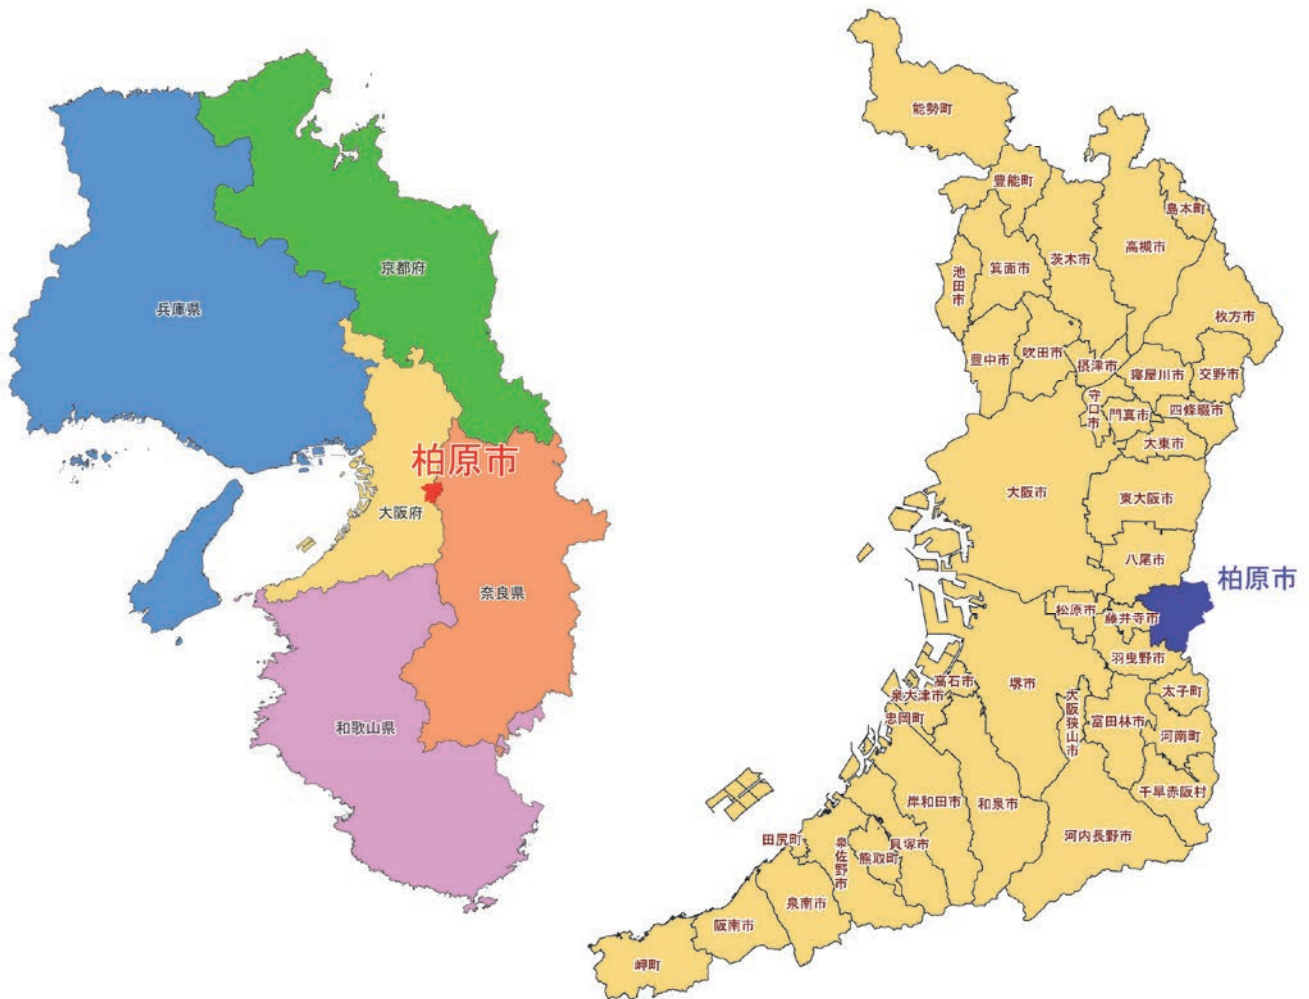 京都府
兵庫県
柏原市
大阪府
奈良県
和歌山県
能勢町
豊能町
島本町
高槻市
茨木市
箕面市
池田市
枚方市
豊中市
吹田市
摂津市
寝屋川市
交野市
守口市
門真市
四條畷市
大東市
大阪市
東大阪市
八尾市
柏原市
松原市
藤井寺市
羽曳野市
堺市
高石市
泉大津市
忠岡町
大阪狭山市
富田林市
太子町
河南町
千早赤阪村
岸和田市
和泉市
河内長野市
田尻町
泉佐野市
熊取町
貝塚市
泉南市
阪南市
岬町